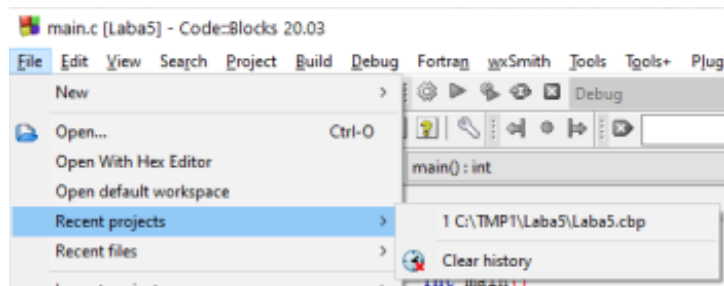 main.c [Laba5] - Code::Blocks 20.03
File Edit View Search Project Build Debug Fortran wxSmith Tools Tools+ Plug
New
Debug
Open... Ctrl-O
Open With Hex Editor
main() : int
Open default workspace
Recent projects
1 C:\TMP1\Laba5\Laba5.cbp
Recent files
Clear history